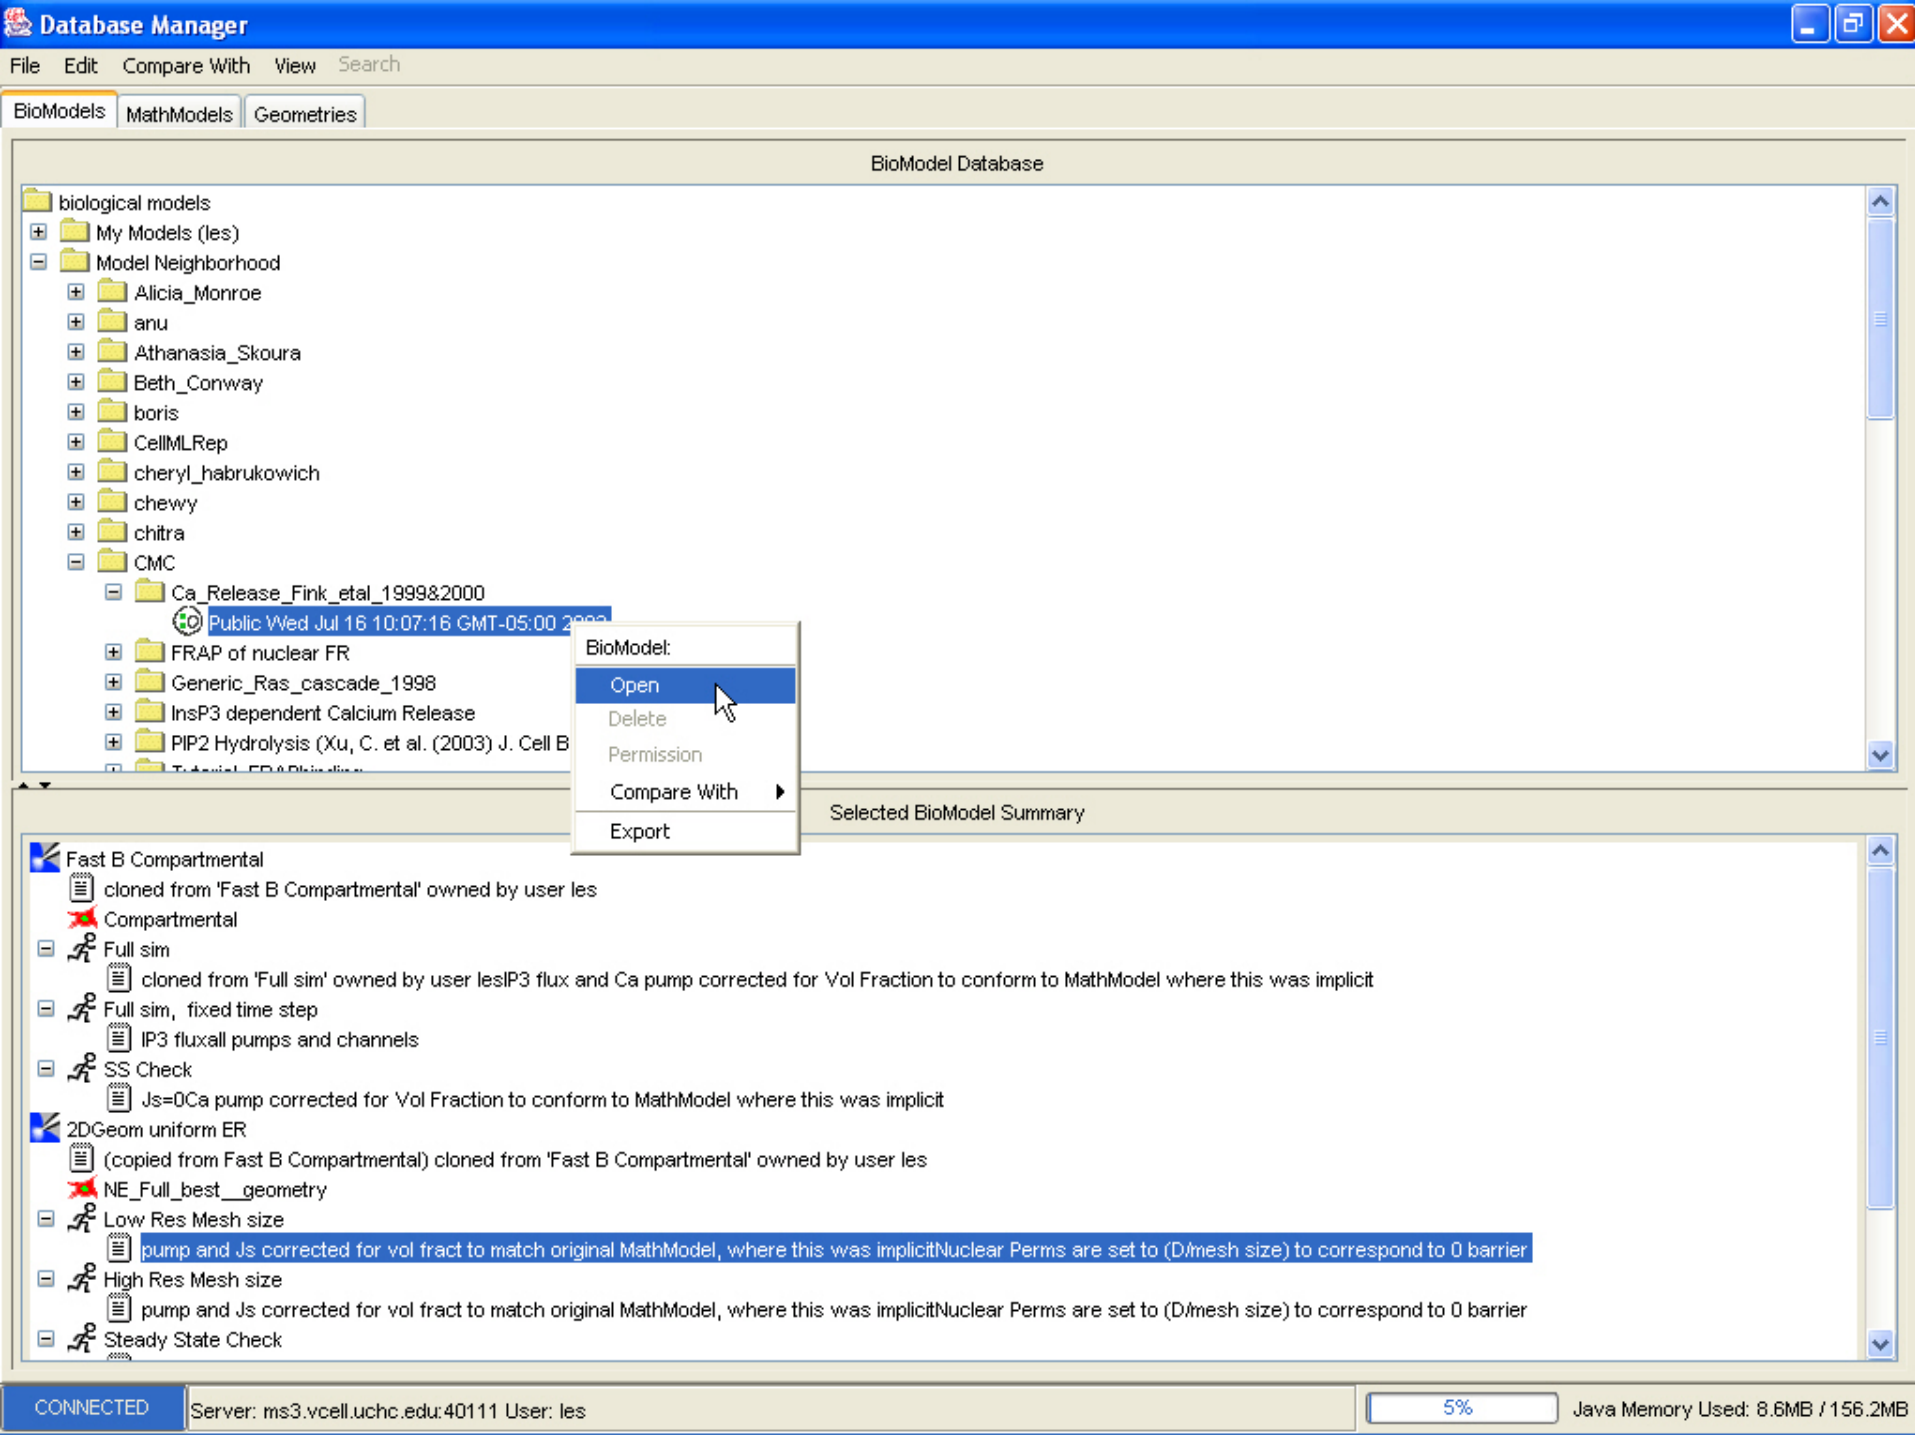 Database Manager
File Edit Compare With View Search
BioModels MathModels Geometries
BioModel Database
biological models
My Models (les)
Model Neighborhood
Alicia_Monroe
anu
Athanasia_Skoura
Beth_Conway
boris
CellMLRep
cheryl_habrukowich
chewy
chitra
CMC
Ca_Release_Fink_etal_1999&2000
Public Wed Jul 16 10:07:16 GMT-05:00
FRAP of nuclear FR
Generic_Ras_cascade_1998
InsP3 dependent Calcium Release
PIP2 Hydrolysis (Xu, C. et al. (2003) J. Cell B
BioModel:
Open
Delete
Permission
Compare With
Export
Selected BioModel Summary
Fast B Compartmental
cloned from 'Fast B Compartmental' owned by user les
Compartmental
Full sim
cloned from 'Full sim' owned by user lesIP3 flux and Ca pump corrected for Vol Fraction to conform to MathModel where this was implicit
Full sim, fixed time step
IP3 fluxall pumps and channels
SS Check
Js=0Ca pump corrected for Vol Fraction to conform to MathModel where this was implicit
2DGeom uniform ER
(copied from Fast B Compartmental) cloned from 'Fast B Compartmental' owned by user les
NE_Full_best__geometry
Low Res Mesh size
pump and Js corrected for vol fract to match original MathModel, where this was implicitNuclear Perms are set to (D/mesh size) to correspond to 0 barrier
High Res Mesh size
pump and Js corrected for vol fract to match original MathModel, where this was implicitNuclear Perms are set to (D/mesh size) to correspond to 0 barrier
Steady State Check
CONNECTED Server: ms3.vcell.uchc.edu:40111 User: les 5% Java Memory Used: 8.6MB / 156.2MB